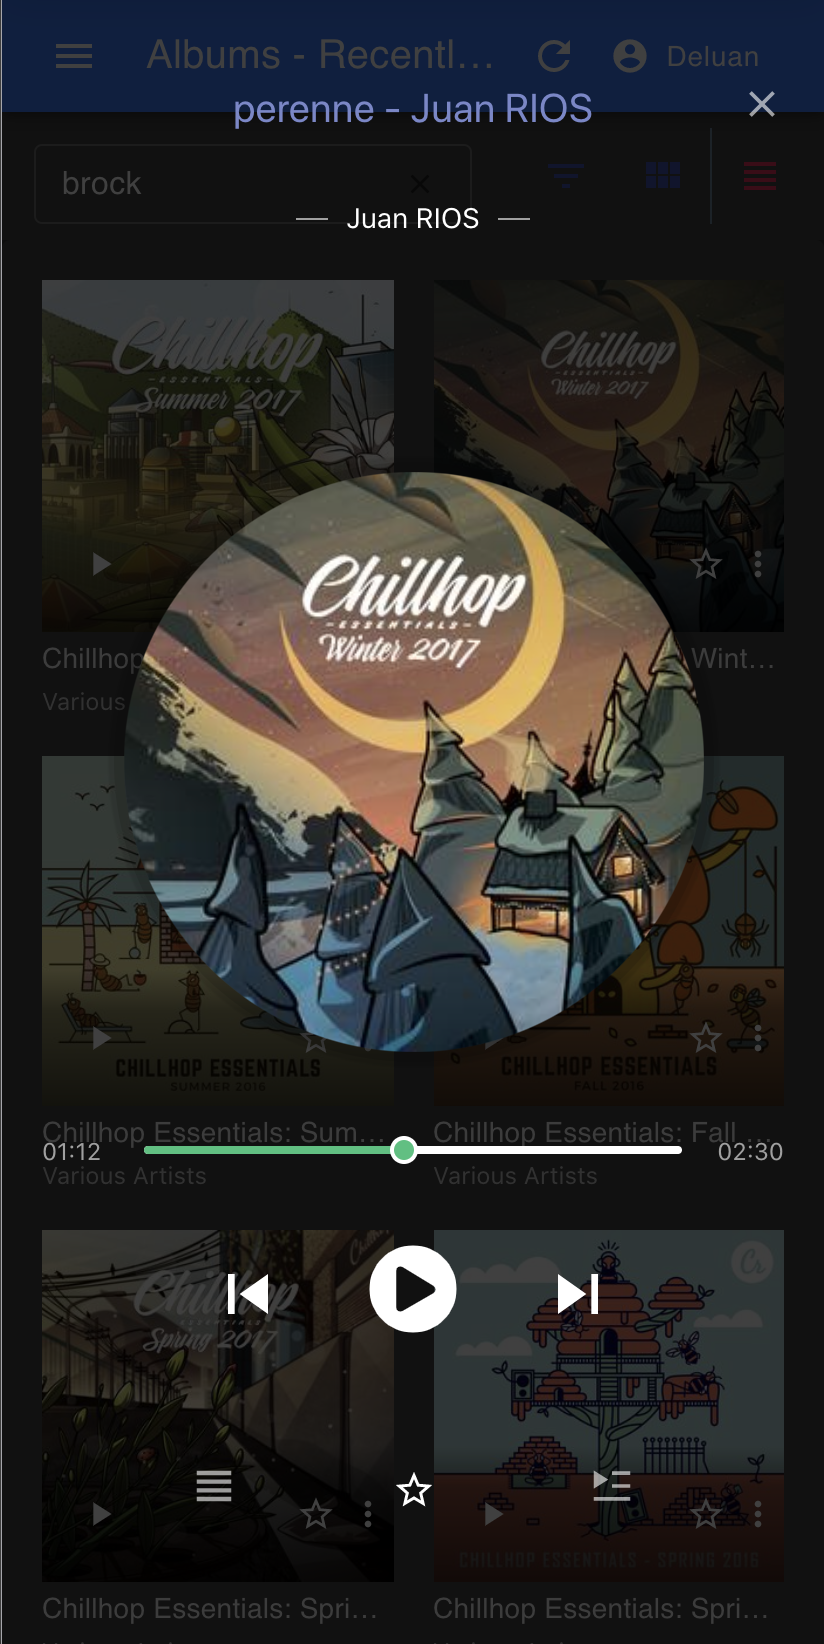 Albums - Recentl...
Deluan
perenne - Juan RIOS
brock
Juan RIOS
Chillhop
ESSENTIALS
Summer 2017
Chillhop
ESSENTIALS
Winter 2017
Chillhop
ESSENTIALS
Winter 2017
Chillhop
Wint...
Various
CHILLHOP ESSENTIALS
SUMMER 2016
CHILLHOP ESSENTIALS
FALL 2016
Chillhop Essentials: Sum...
Chillhop Essentials: Fall ...
01:12
02:30
Various Artists
Various Artists
Chillhop
ESSENTIALS
Spring 2017
Cr
CHILLHOP ESSENTIALS - SPRING 2016
Chillhop Essentials: Spri...
Chillhop Essentials: Spri...